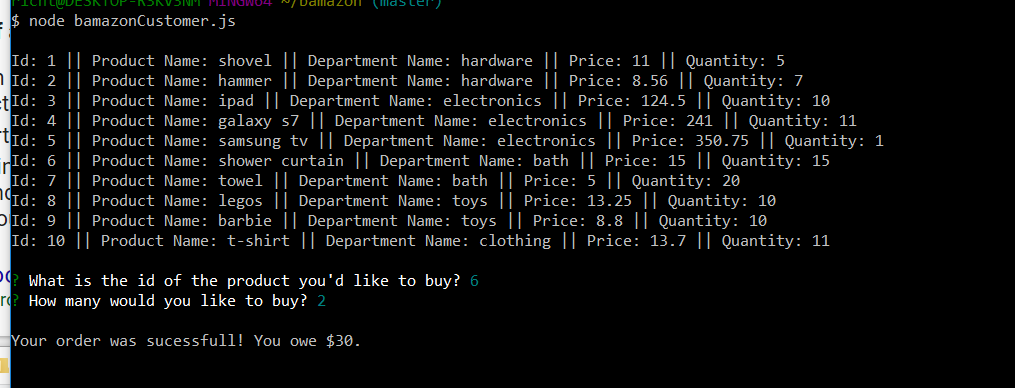 MINGW64 ~/bamazon (master)
$ node bamazonCustomer.js
Id: 1 || Product Name: shovel || Department Name: hardware || Price: 11 || Quantity: 5
Id: 2 || Product Name: hammer || Department Name: hardware || Price: 8.56 || Quantity: 7
Id: 3 || Product Name: ipad || Department Name: electronics || Price: 124.5 || Quantity: 10
Id: 4 || Product Name: galaxy s7 || Department Name: electronics || Price: 241 || Quantity: 11
Id: 5 || Product Name: samsung tv || Department Name: electronics || Price: 350.75 || Quantity: 1
Id: 6 || Product Name: shower curtain || Department Name: bath || Price: 15 || Quantity: 15
Id: 7 || Product Name: towel || Department Name: bath || Price: 5 || Quantity: 20
Id: 8 || Product Name: legos || Department Name: toys || Price: 13.25 || Quantity: 10
Id: 9 || Product Name: barbie || Department Name: toys || Price: 8.8 || Quantity: 10
Id: 10 || Product Name: t-shirt || Department Name: clothing || Price: 13.7 || Quantity: 11
? What is the id of the product you'd like to buy? 6
? How many would you like to buy? 2
Your order was sucessfull! You owe $30.